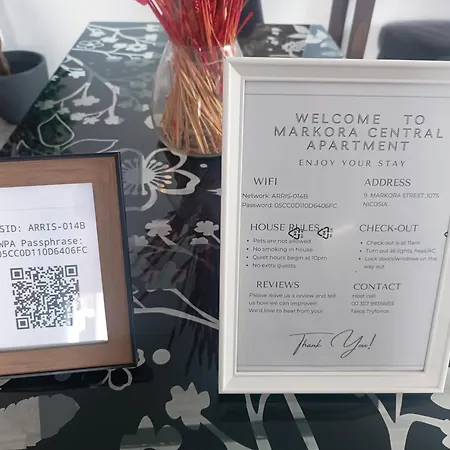 SSID: ARRIS-014B
WPA Passphrase:
05CC0D110D6406FC
WELCOME TO
MARKORA CENTRAL
APARTMENT
ENJOY YOUR STAY
WIFI
Network: ARRIS-014B
Password: 05CC0D110D6406FC
ADDRESS
9 MARKORA STREET 1075
NICOSIA
HOUSE RULES
Pets are not allowed
No smoking in house
Quiet hours begin at 10pm
No extra guests
CHECK-OUT
Check-out is at 11am
Turn out all lights, heat/AC
Lock doors/windows on the
way out
REVIEWS
Please leave us a review and tell
us how we can improve!!
We'd like to hear from you!
CONTACT
Host cell:
Takis Tryfonos
Thank You!